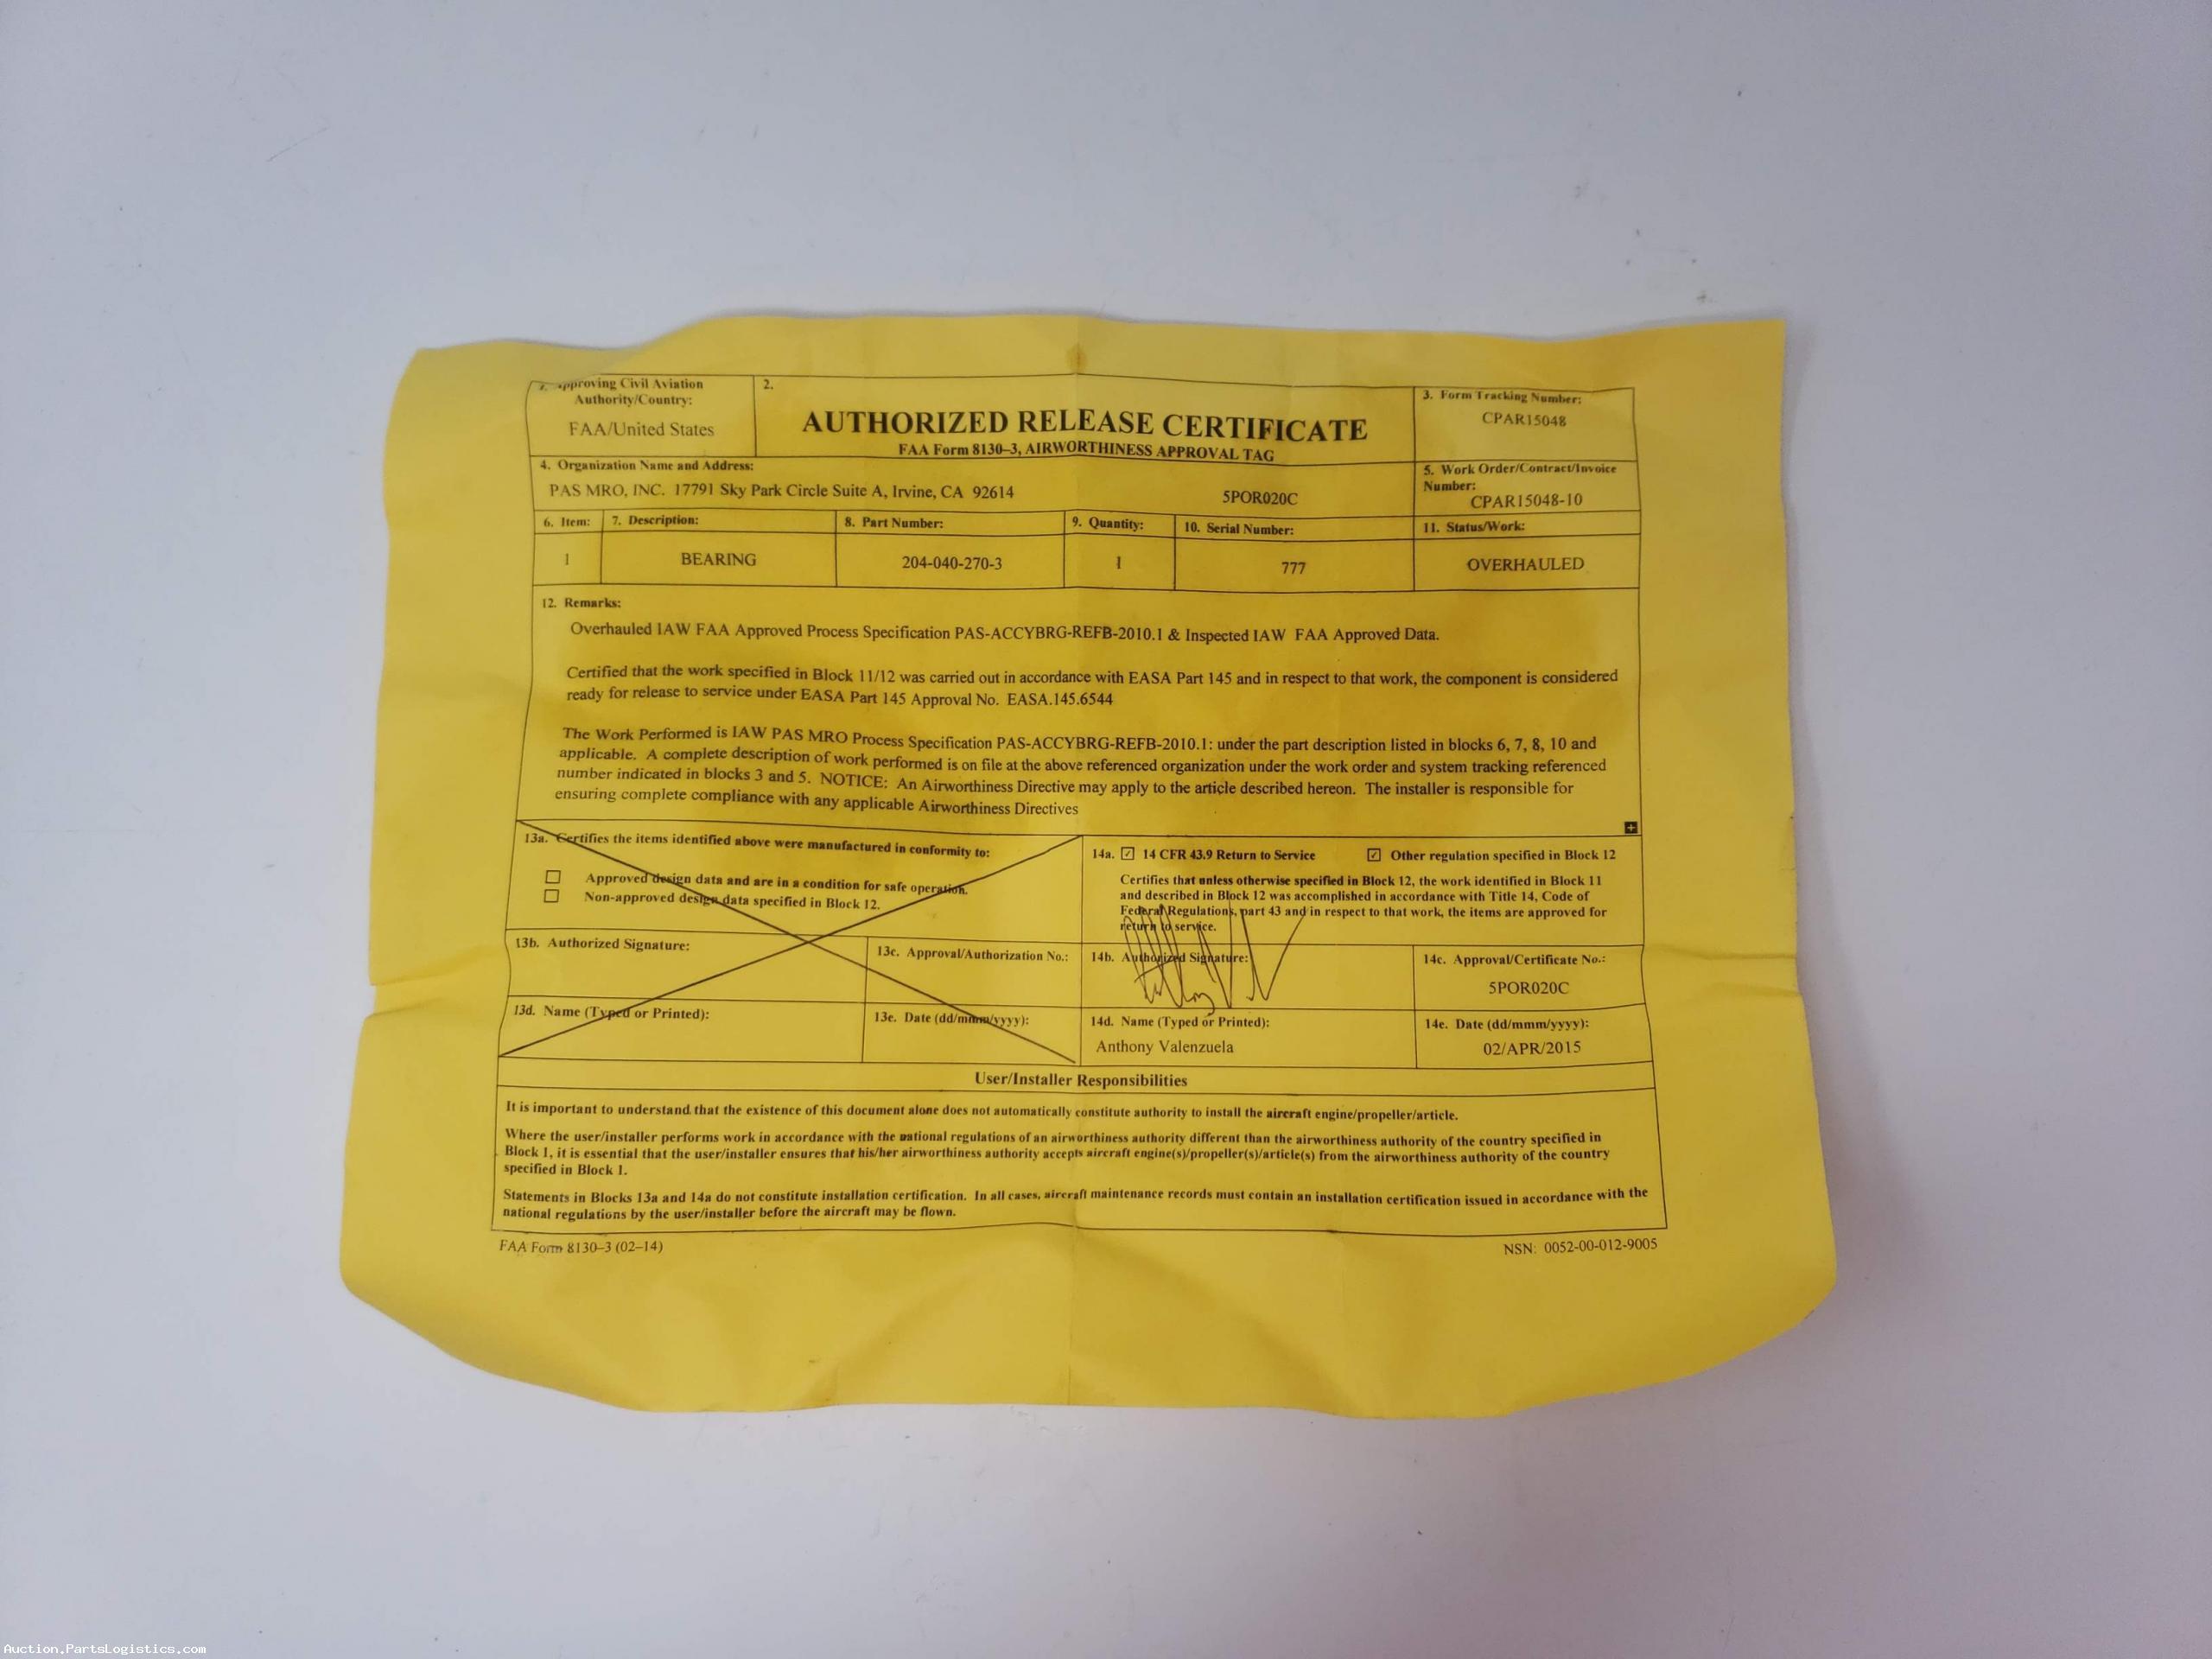 Approving Civil Aviation
Authority/Country:
FAA/United States
2.
AUTHORIZED RELEASE CERTIFICATE
FAA Form 8130–3, AIRWORTHINESS APPROVAL TAG
3. Form Tracking Number:
CPAR15048
4. Organization Name and Address:
PAS MRO, INC. 17791 Sky Park Circle Suite A, Irvine, CA 92614
5POR020C
5. Work Order/Contract/Invoice
Number:
CPAR15048-10
6. Item:
7. Description:
8. Part Number:
9. Quantity:
10. Serial Number:
11. Status/Work:
1
BEARING
204-040-270-3
1
777
OVERHAULED
12. Remarks:
Overhauled IAW FAA Approved Process Specification PAS-ACCYBRG-REFB-2010.1 & Inspected IAW FAA Approved Data.
Certified that the work specified in Block 11/12 was carried out in accordance with EASA Part 145 and in respect to that work, the component is considered
ready for release to service under EASA Part 145 Approval No. EASA.145.6544
The Work Performed is IAW PAS MRO Process Specification PAS-ACCYBRG-REFB-2010.1: under the part description listed in blocks 6, 7, 8, 10 and
applicable. A complete description of work performed is on file at the above referenced organization under the work order and system tracking referenced
number indicated in blocks 3 and 5. NOTICE: An Airworthiness Directive may apply to the article described hereon. The installer is responsible for
ensuring complete compliance with any applicable Airworthiness Directives
13a. Certifies the items identified above were manufactured in conformity to:
Approved design data and are in a condition for safe operation.
Non-approved design data specified in Block 12.
14a. 14 CFR 43.9 Return to Service
Other regulation specified in Block 12
Certifies that unless otherwise specified in Block 12, the work identified in Block 11
and described in Block 12 was accomplished in accordance with Title 14, Code of
Federal Regulations, part 43 and in respect to that work, the items are approved for
return to service.
13b. Authorized Signature:
13c. Approval/Authorization No.:
14b. Authorized Signature:
14c. Approval/Certificate No.:
5POR020C
13d. Name (Typed or Printed):
13e. Date (dd/mmm/yyyy):
14d. Name (Typed or Printed):
Anthony Valenzuela
14e. Date (dd/mmm/yyyy):
02/APR/2015
User/Installer Responsibilities
It is important to understand that the existence of this document alone does not automatically constitute authority to install the aircraft engine/propeller/article.
Where the user/installer performs work in accordance with the national regulations of an airworthiness authority different than the airworthiness authority of the country specified in
Block 1, it is essential that the user/installer ensures that his/her airworthiness authority accepts aircraft engine(s)/propeller(s)/article(s) from the airworthiness authority of the country
specified in Block 1.
Statements in Blocks 13a and 14a do not constitute installation certification. In all cases, aircraft maintenance records must contain an installation certification issued in accordance with the
national regulations by the user/installer before the aircraft may be flown.
FAA Form 8130–3 (02–14)
NSN: 0052-00-012-9005
Auction.PartsLogistics.com